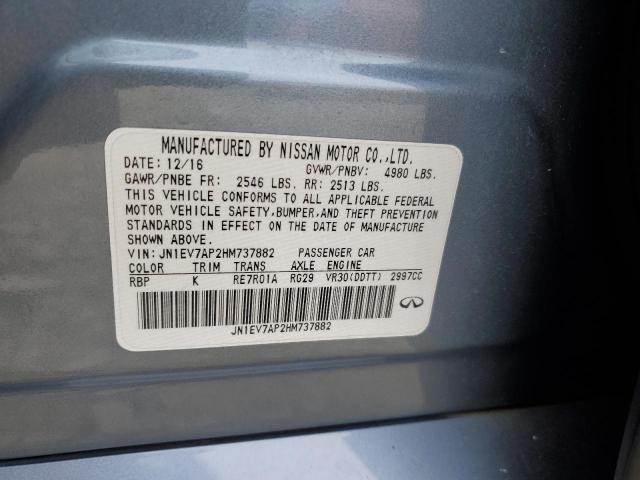 MANUFACTURED BY NISSAN MOTOR CO.,LTD.
DATE: 12/16 GVWR/PNBV: 4980 LBS.
GAWR/PNBE FR: 2546 LBS. RR: 2513 LBS.
THIS VEHICLE CONFORMS TO ALL APPLICABLE FEDERAL
MOTOR VEHICLE SAFETY,BUMPER,AND THEFT PREVENTION
STANDARDS IN EFFECT ON THE DATE OF MANUFACTURE
SHOWN ABOVE.
VIN: JN1EV7AP2HM737882 PASSENGER CAR
COLOR TRIM TRANS AXLE ENGINE
RBP K RE7R01A RG29 VR30(DDTT) 2997CC
JN1EV7AP2HM737882